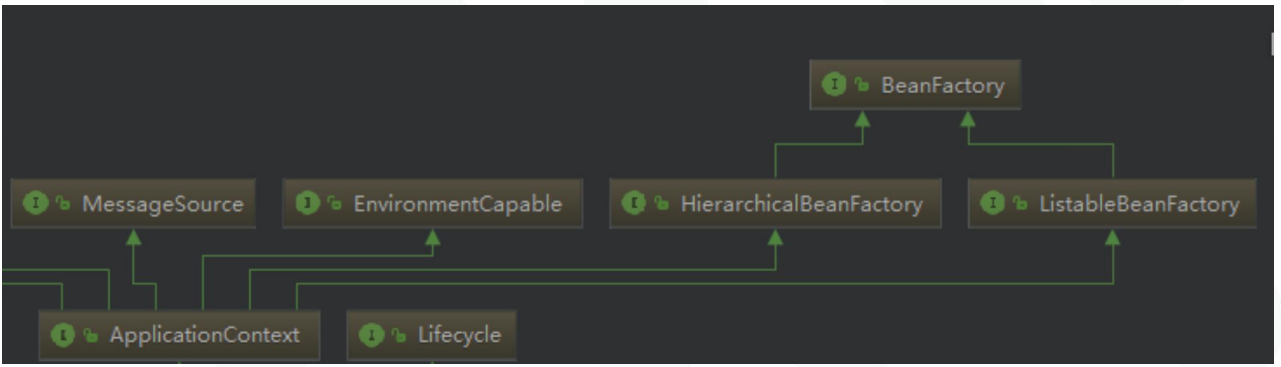 BeanFactory
MessageSource
EnvironmentCapable
HierarchicalBeanFactory
ListableBeanFactory
ApplicationContext
Lifecycle